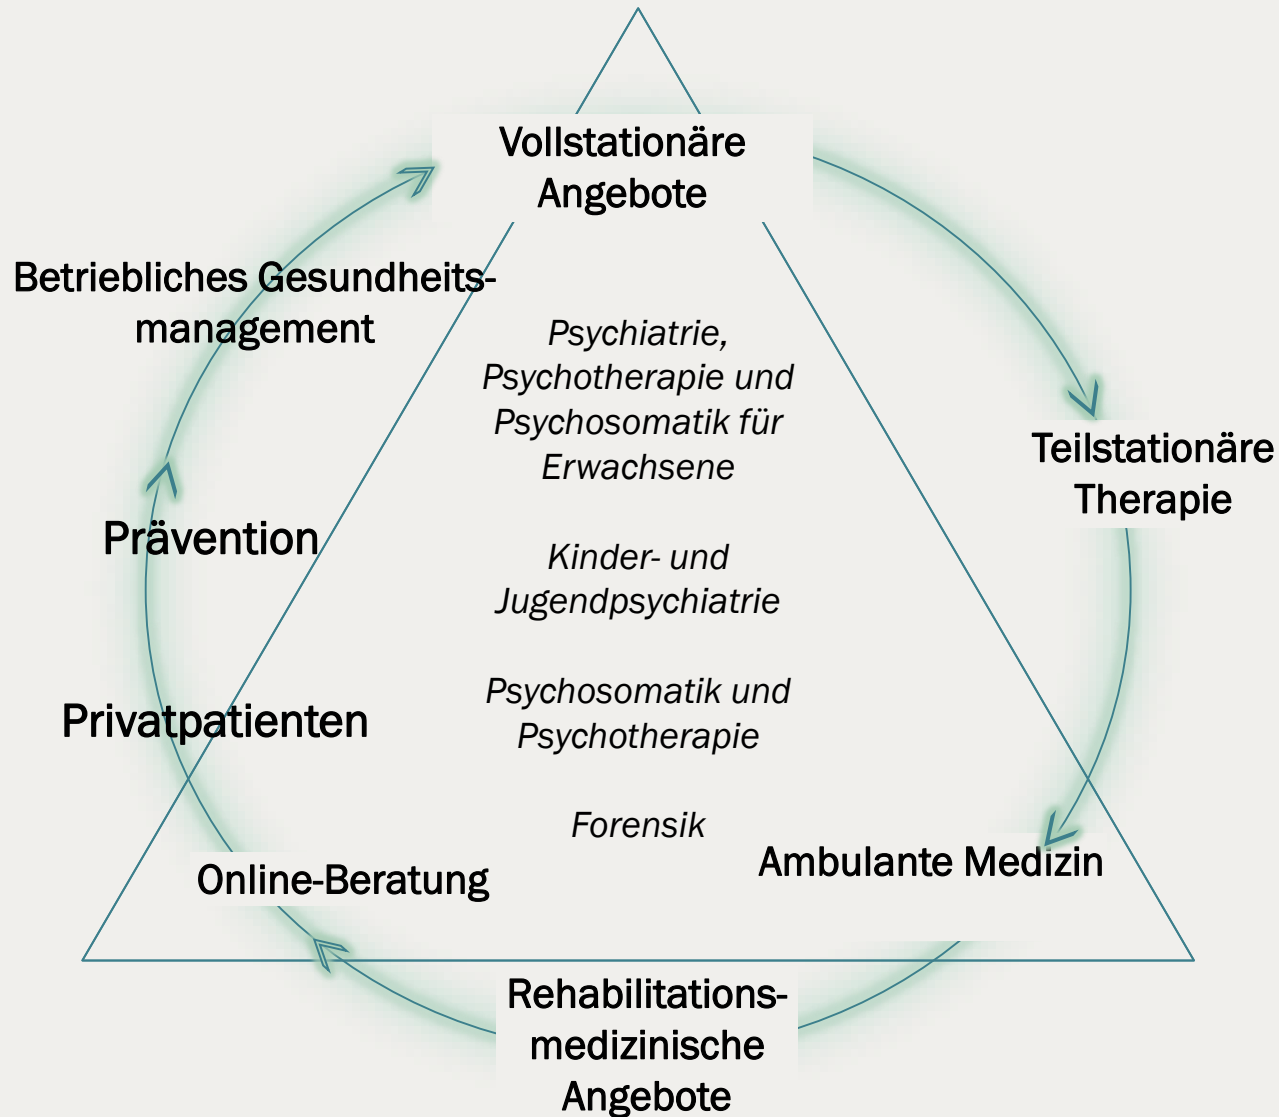 Vollstationäre
Angebote
Betriebliches Gesundheits-
management
Psychiatrie,
Psychotherapie und
Psychosomatik für
Erwachsene
Teilstationäre
Therapie
Prävention
Kinder- und
Jugendpsychiatrie
Privatpatienten
Psychosomatik und
Psychotherapie
Forensik
Online-Beratung
Ambulante Medizin
Rehabilitations-
medizinische
Angebote